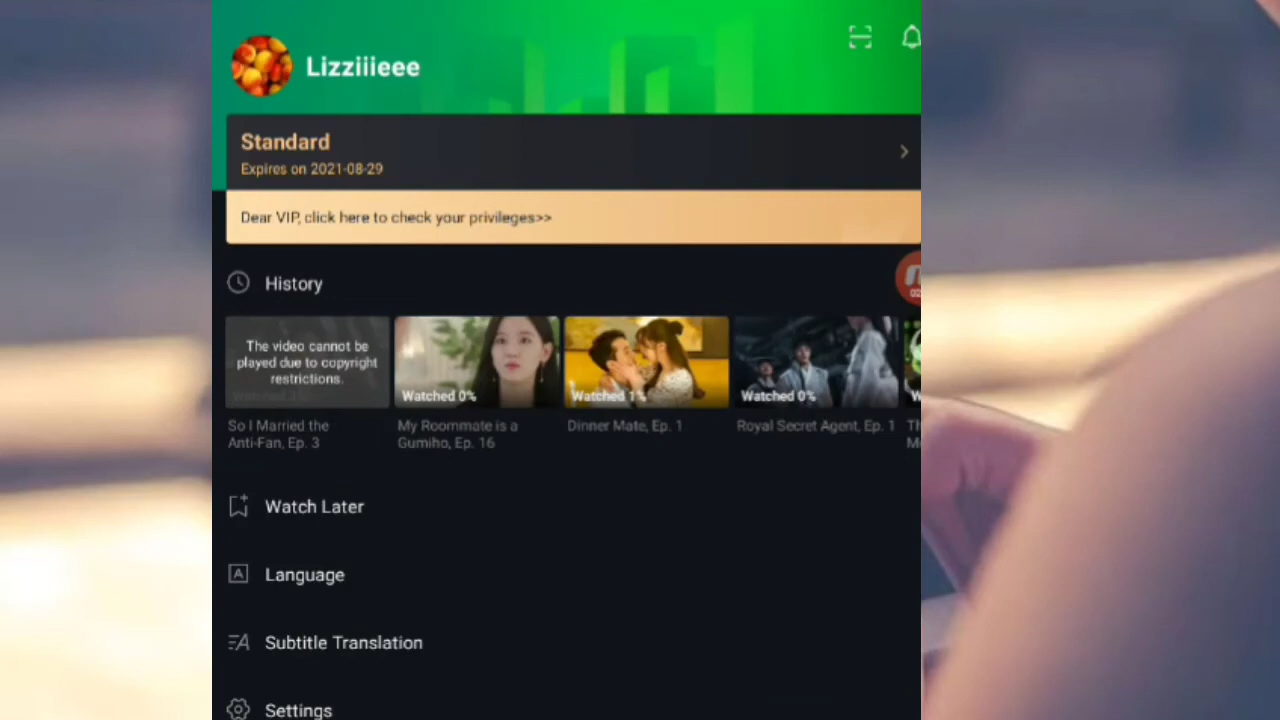 Lizziiieee
Standard
Expires on 2021-08-29
Dear VIP, click here to check your privileges>>
History
The video cannot be
played due to copyright
restrictions.
Watched 0%
Watched 1%
Watched 0%
So I Married the
Anti-Fan, Ep. 3
My Roommate is a
Gumiho, Ep. 16
Dinner Mate, Ep. 1
Royal Secret Agent, Ep. 1
Watch Later
Language
Subtitle Translation
Settings